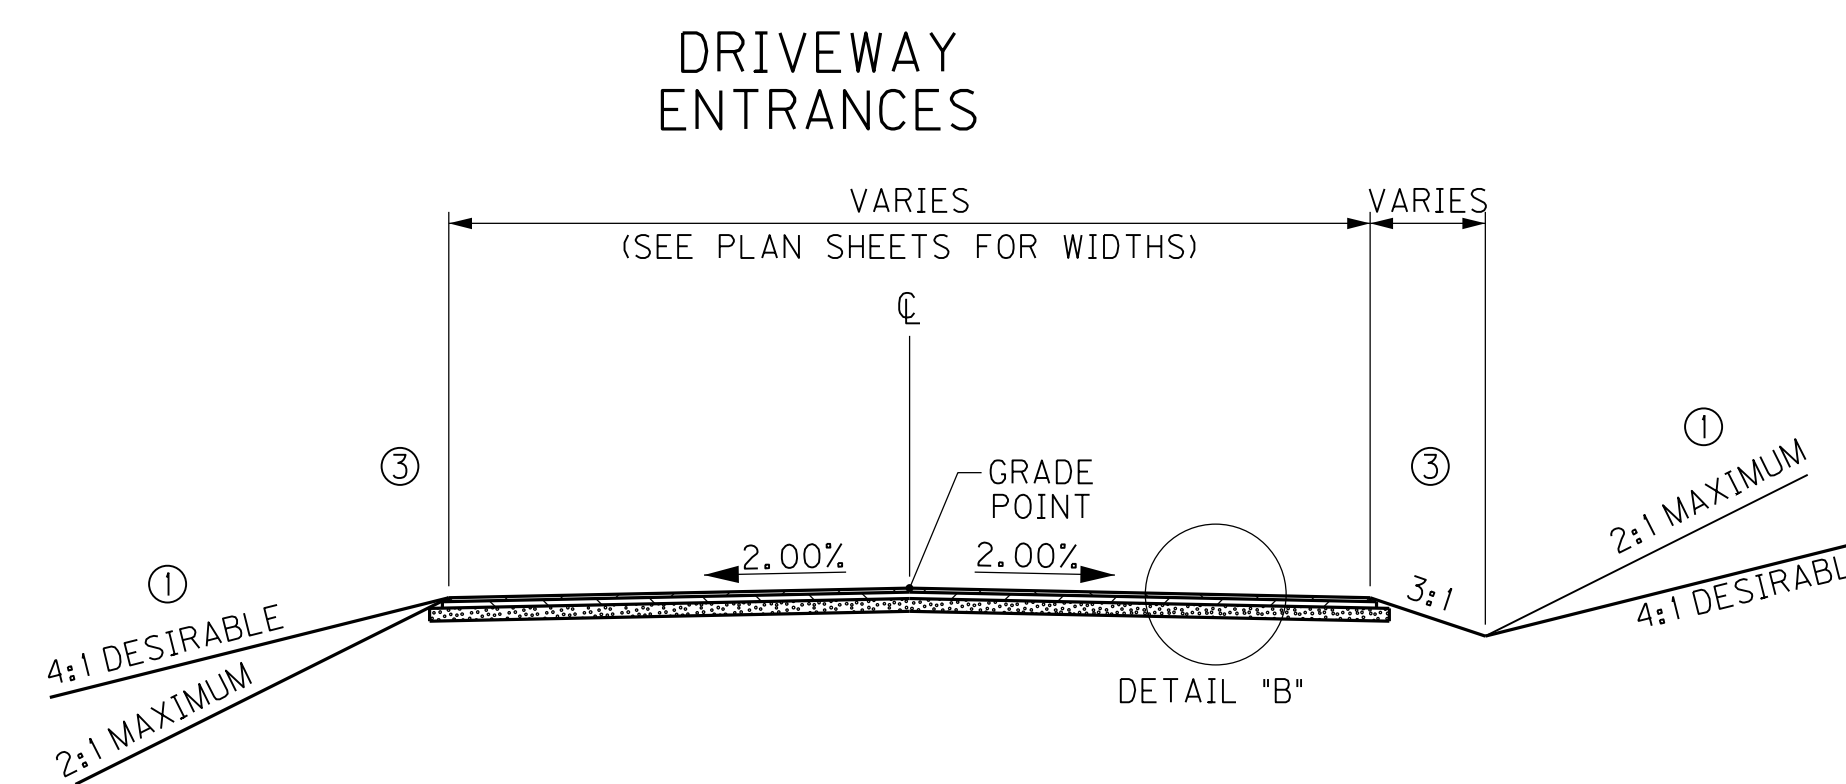 DRIVEWAY
ENTRANCES
VARIES
VARIES
(SEE PLAN SHEETS FOR WIDTHS)
℄
1
3
3
GRADE
POINT
2:1 MAXIMUM
2.00%
2.00%
1
3:1
4:1 DESIRABL
4:1 DESIRABLE
DETAIL "B"
2:1 MAXIMUM